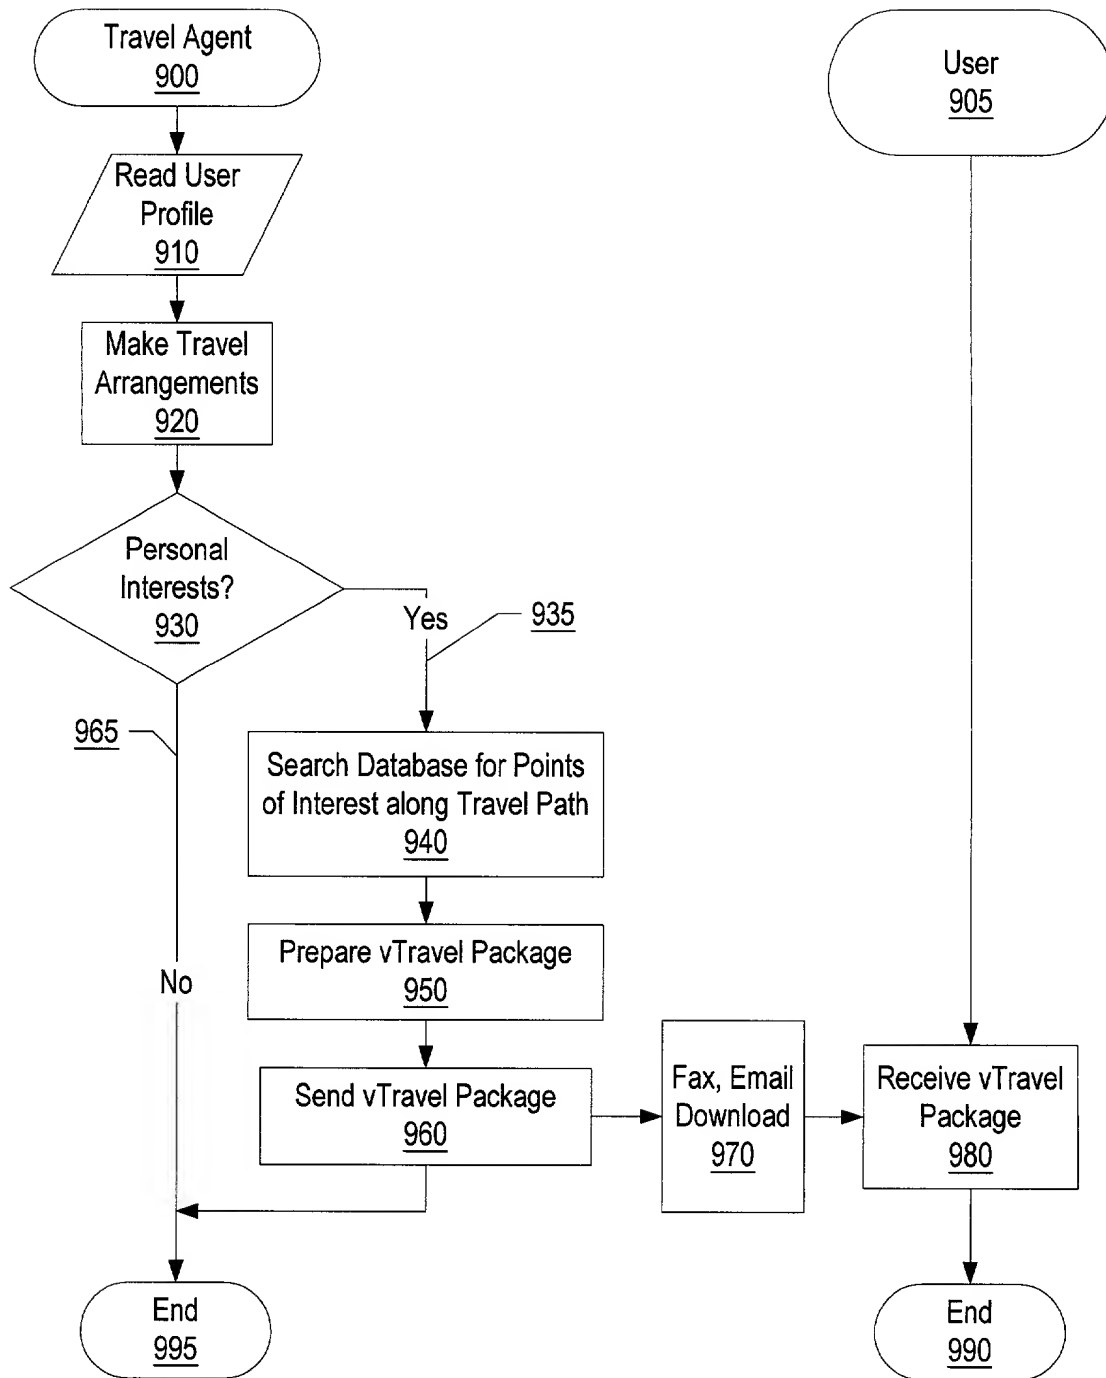 Travel Agent
900
User
905
Read User
Profile
910
Make Travel
Arrangements
920
Personal
Interests?
930
Yes
935
965
Search Database for Points
of Interest along Travel Path
940
Prepare vTravel Package
950
No
Send vTravel Package
960
Fax, Email
Download
970
Receive vTravel
Package
980
End
995
End
990